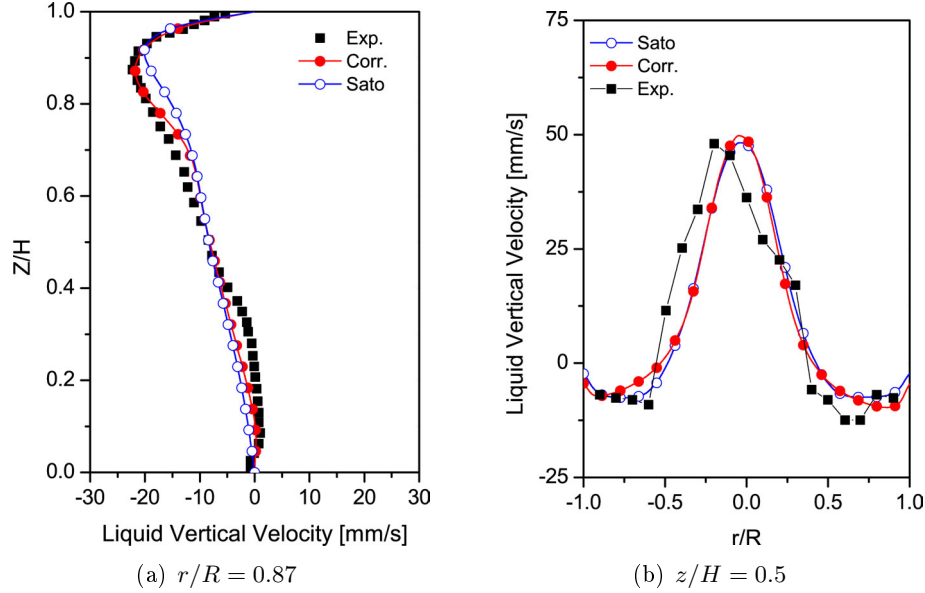 1.0
0.8
0.6
0.4
0.2
0.0
Z/H
Exp.
Corr.
Sato
-30 -20 -10 0 10 20 30
Liquid Vertical Velocity [mm/s]
(a) r/R = 0.87
75
50
25
0
-25
Liquid Vertical Velocity [mm/s]
Sato
Corr.
Exp.
-1.0 -0.5 0.0 0.5 1.0
r/R
(b) z/H = 0.5